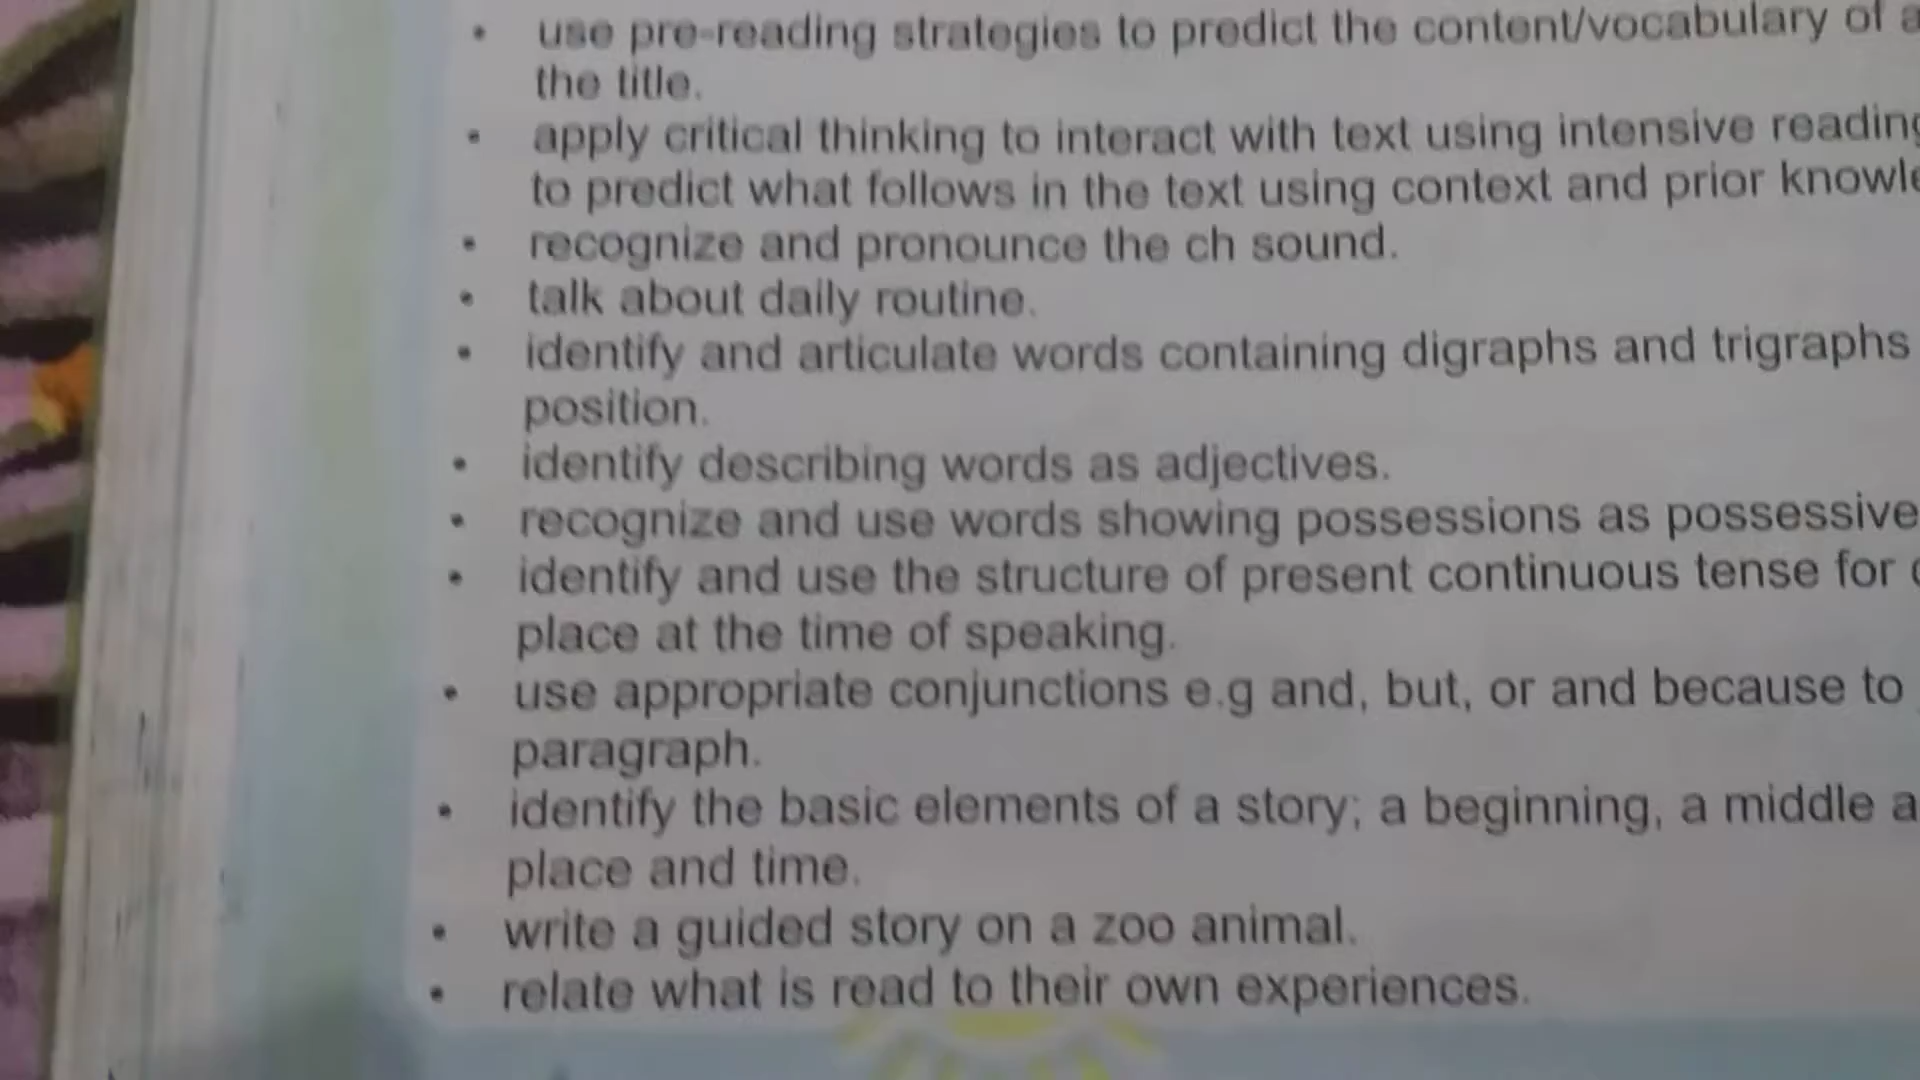 • use pre-reading strategies to predict the content/vocabulary of a
the title.
• apply critical thinking to interact with text using intensive reading
to predict what follows in the text using context and prior
• recognize and pronounce the ch sound.
• talk about daily routine.
• identify and articulate words containing digraphs and trigraphs
position.
• identify describing words as adjectives.
• recognize and use words showing possessions as possessive
• identify and use the structure of present continuous tense for
place at the time of speaking.
• use appropriate conjunctions e.g and, but, or and because to
paragraph.
• identify the basic elements of a story; a beginning, a middle a
place and time.
• write a guided story on a zoo animal.
• relate what is read to their own experiences.